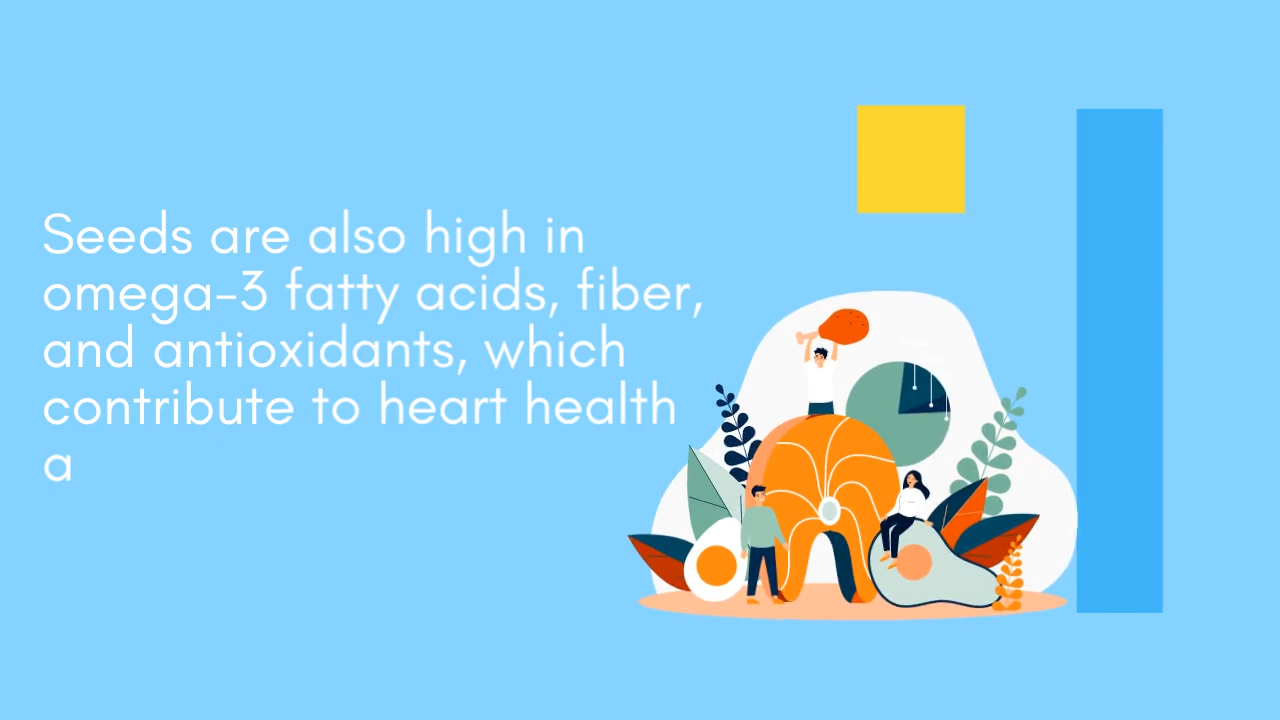 Seeds are also high in
omega-3 fatty acids, fiber,
and antioxidants, which
contribute to heart health
a